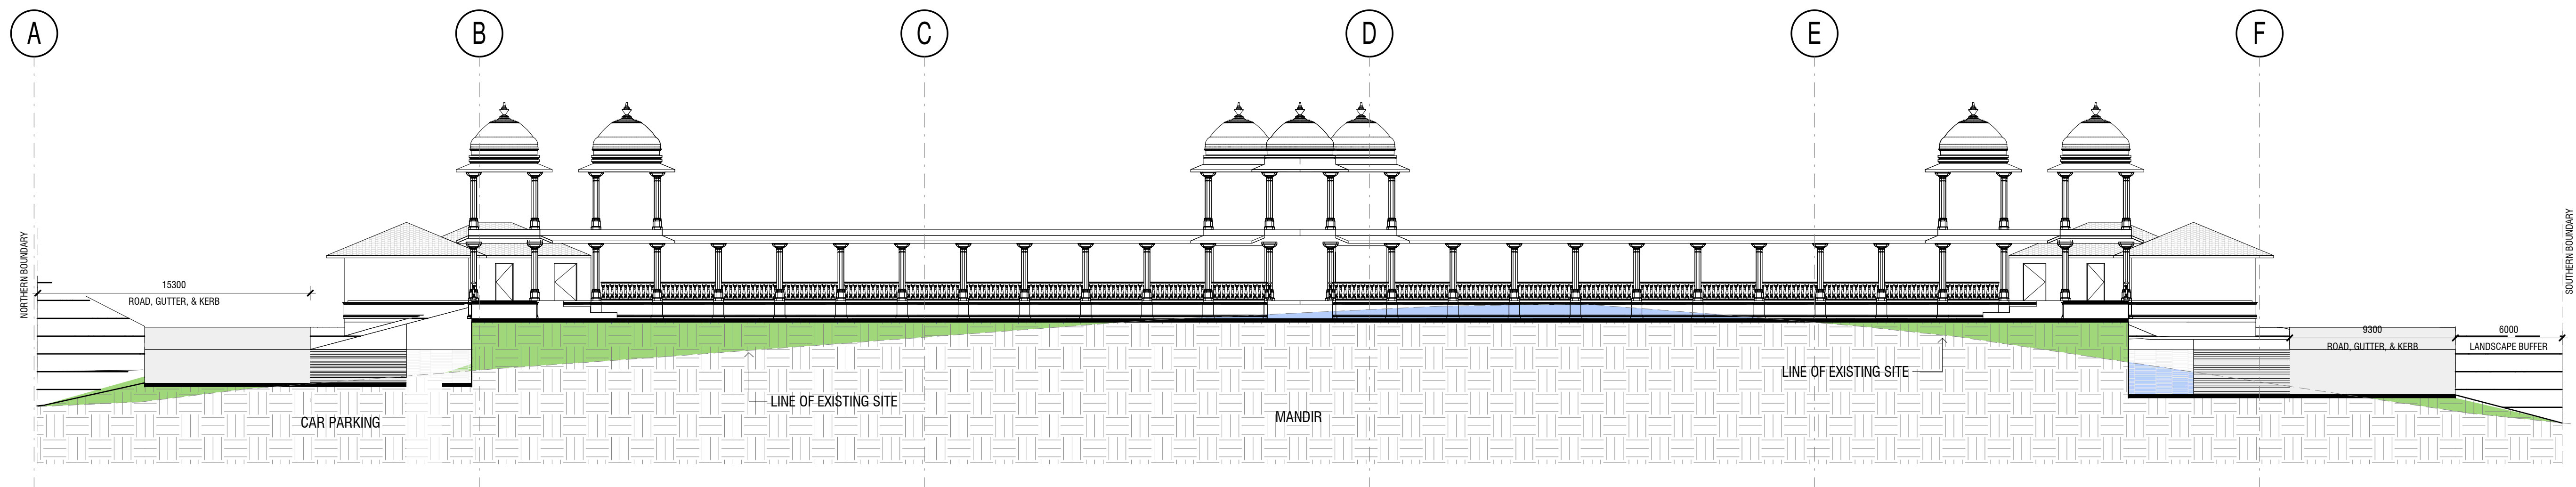 A
B
C
D
E
F
NORTHERN BOUNDARY
15300
ROAD, GUTTER, & KERB
CAR PARKING
LINE OF EXISTING SITE
MANDIR
LINE OF EXISTING SITE
9300
ROAD, GUTTER, & KERB
6000
LANDSCAPE BUFFER
SOUTHERN BOUNDARY